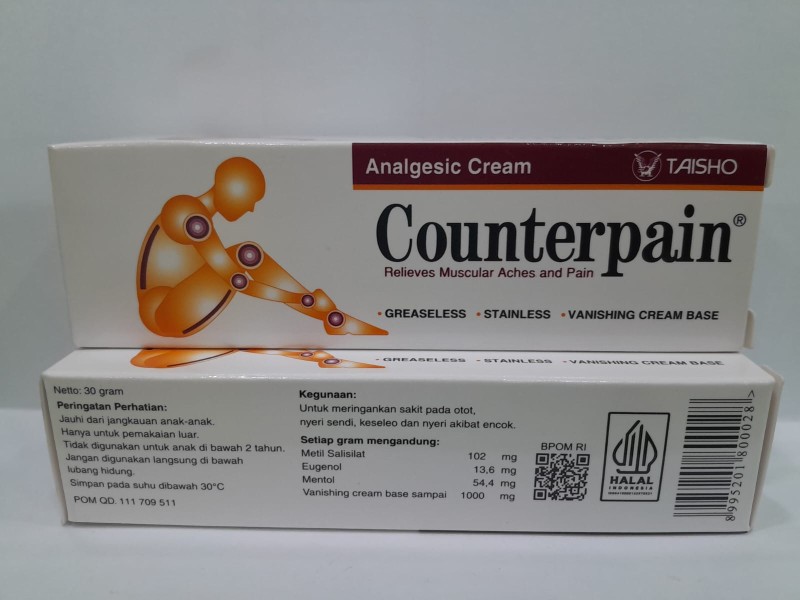 Analgesic Cream
TAISHO
Counterpain®
Relieves Muscular Aches and Pain
• GREASELESS • STAINLESS • VANISHING CREAM BASE
• GREASELESS • STAINLESS • VANISHING CREAM BASE
Netto: 30 gram
Peringatan Perhatian:
Jauhi dari jangkauan anak-anak.
Hanya untuk pemakaian luar.
Tidak digunakan untuk anak di bawah 2 tahun.
Jangan digunakan langsung di bawah
lubang hidung.
Simpan pada suhu dibawah 30°C
POM QD. 111 709 511
Kegunaan:
Untuk meringankan sakit pada otot,
nyeri sendi, keseleo dan nyeri akibat encok.
Setiap gram mengandung:
Metil Salisilat 102 mg
Eugenol 13,6 mg
Mentol 54,4 mg
Vanishing cream base sampai 1000 mg
BPOM RI
HALAL
INDONESIA
8995201800028